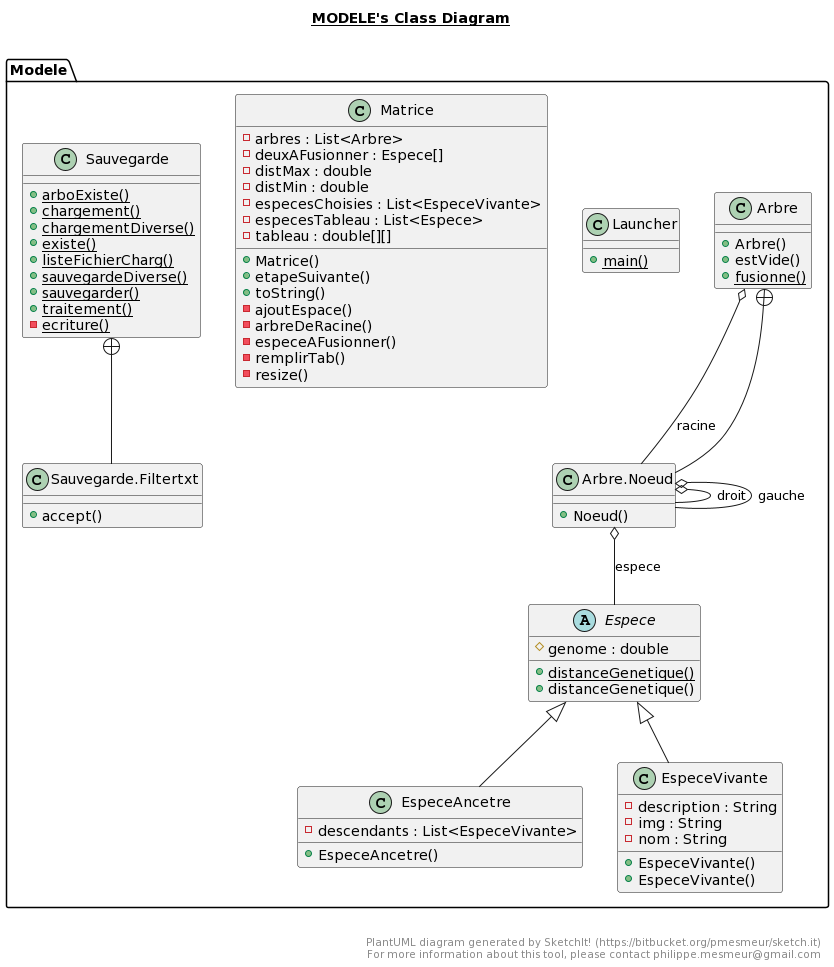 MODELE's Class Diagram
Modele
C Sauvegarde
arboExiste()
chargement()
chargementDiverse()
existe()
listeFichierCharg()
sauvegardeDiverse()
sauvegarder()
traitement()
ecriture()
C Matrice
arbres : List<Arbre>
deuxAFusionner : Espece[]
distMax : double
distMin : double
especesChoisies : List<EspeceVivante>
especesTableau : List<Espece>
tableau : double[][]
Matrice()
etapeSuivante()
toString()
ajoutEspace()
arbreDeRacine()
especeAFusionner()
remplirTab()
resize()
C Launcher
main()
C Arbre
Arbre()
estVide()
fusionne()
racine
C Sauvegarde.Filtertxt
accept()
C Arbre.Noeud
Noeud()
droit
gauche
espece
A Espece
genome : double
distanceGenetique()
distanceGenetique()
C EspeceAncetre
descendants : List<EspeceVivante>
EspeceAncetre()
C EspeceVivante
description : String
img : String
nom : String
EspeceVivante()
EspeceVivante()
PlantUML diagram generated by SketchIt! (https://bitbucket.org/pmesmeur/sketch.it)
For more information about this tool, please contact philippe.mesmeur@gmail.com